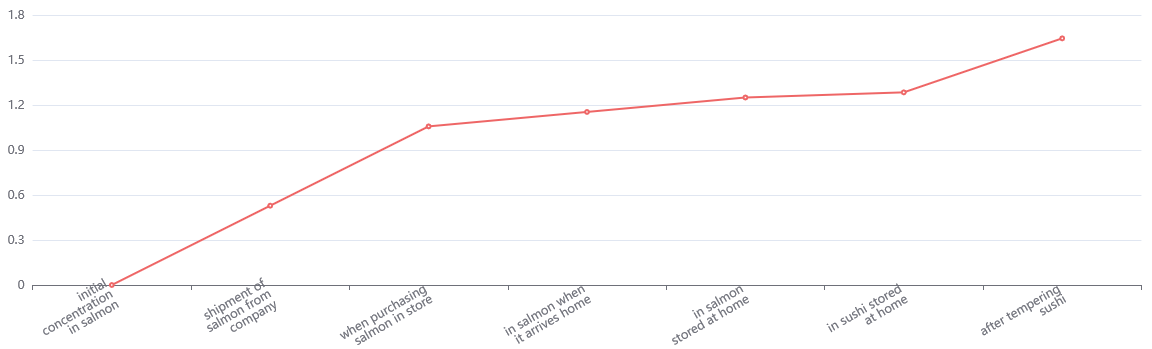 1.8
1.5
1.2
0.9
0.6
0.3
0
initial
concentration
in salmon
shipment of
salmon from
company
when purchasing
salmon in store
in salmon when
it arrives home
in salmon
stored at home
in sushi stored
at home
after tempering
sushi